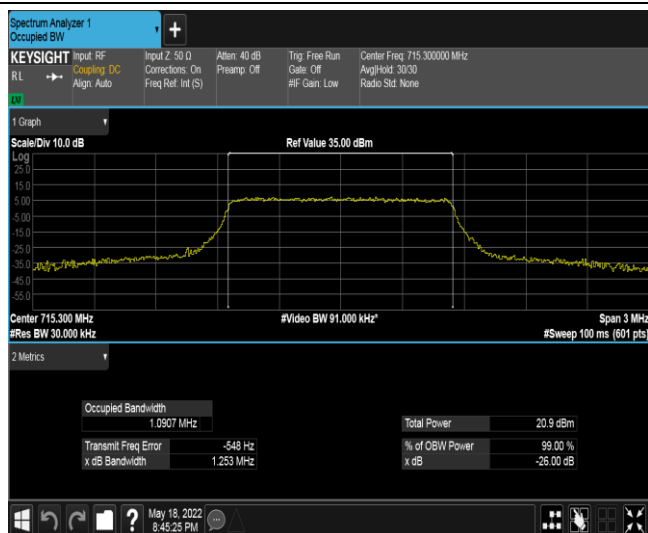 Spectrum Analyzer 1
Occupied BW
KEYSIGHT
RL
Input: RF
Coupling: DC
Align: Auto
Input Z: 50 Ω
Corrections: On
Freq Ref: Int (S)
Atten: 40 dB
Preamp: Off
Trig: Free Run
Gate: Off
#IF Gain: Low
Center Freq: 715.300000 MHz
Avg|Hold: 30/30
Radio Std: None
1 Graph
Scale/Div 10.0 dB
Ref Value 35.00 dBm
Log
25.0
15.0
5.00
-5.00
-15.0
-25.0
-35.0
-45.0
-55.0
Center 715.300 MHz
#Video BW 91.000 kHz*
Span 3 MHz
#Res BW 30.000 kHz
#Sweep 100 ms (601 pts)
2 Metrics
Occupied Bandwidth
1.0907 MHz
Total Power 20.9 dBm
Transmit Freq Error -548 Hz
% of OBW Power 99.00 %
x dB Bandwidth 1.253 MHz
x dB -26.00 dB
?
May 18, 2022
8:45:25 PM